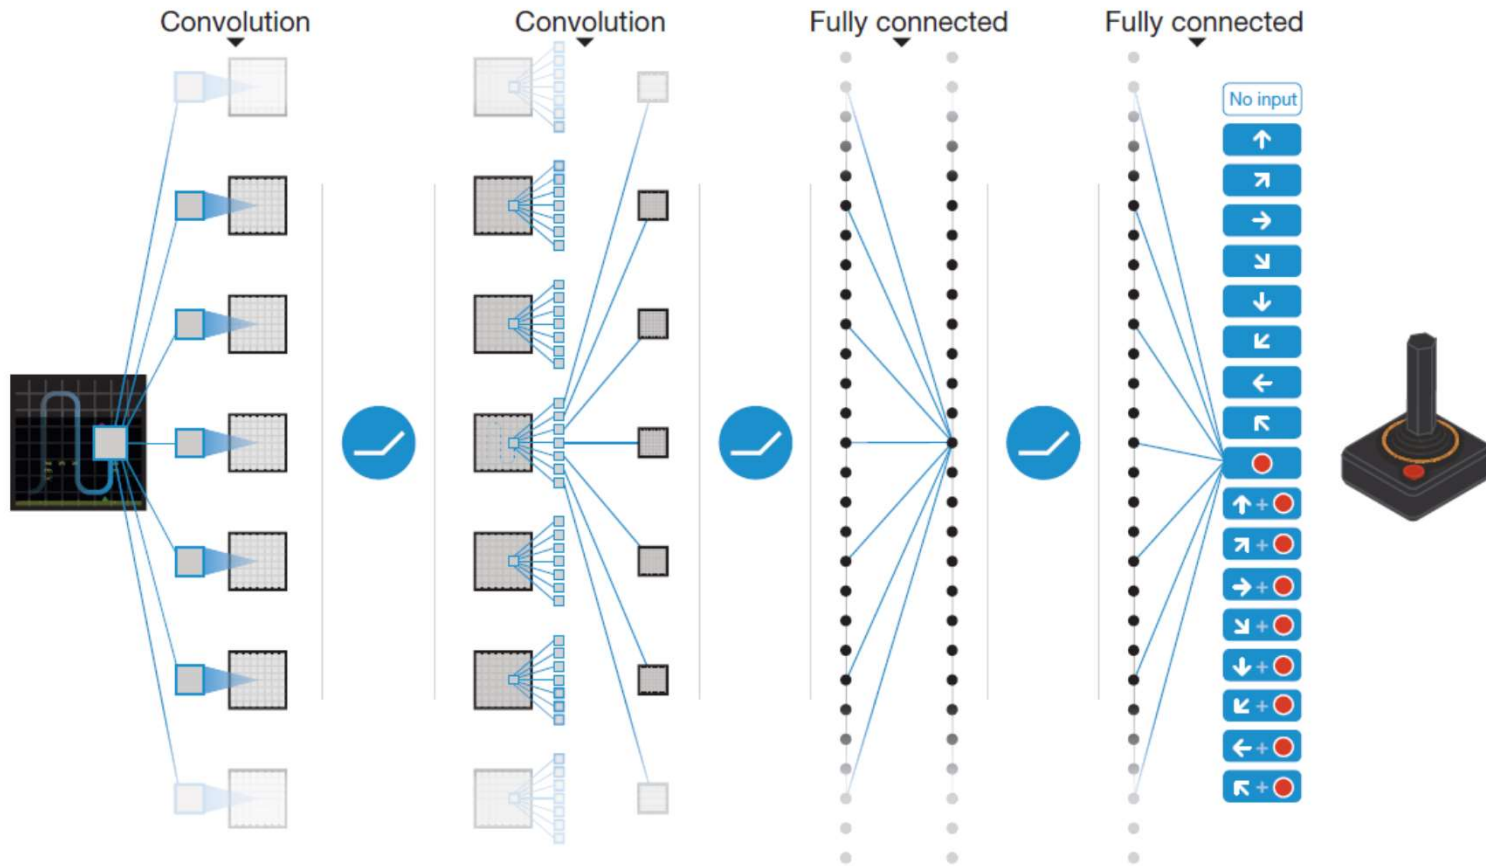 Convolution
Convolution
Fully connected
Fully connected
No input
+
+
+
+
+
+
+
+